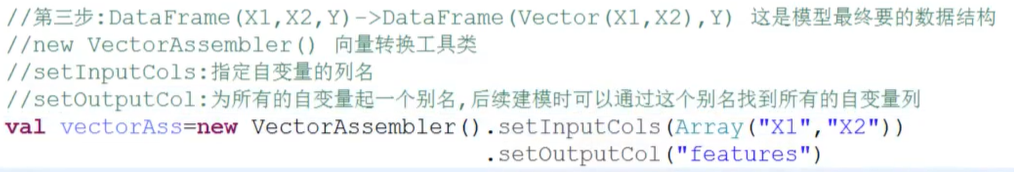 //第三步:DataFrame(X1,X2,Y)->DataFrame(Vector(X1,X2),Y) 这是模型最终要的数据结构
//new VectorAssembler() 向量转换工具类
//setInputCols:指定自变量的列名
//setOutputCol:为所有的自变量起一个别名,后续建模时可以通过这个别名找到所有的自变量列
val vectorAss=new VectorAssembler().setInputCols(Array("X1","X2"))
.setOutputCol("features")